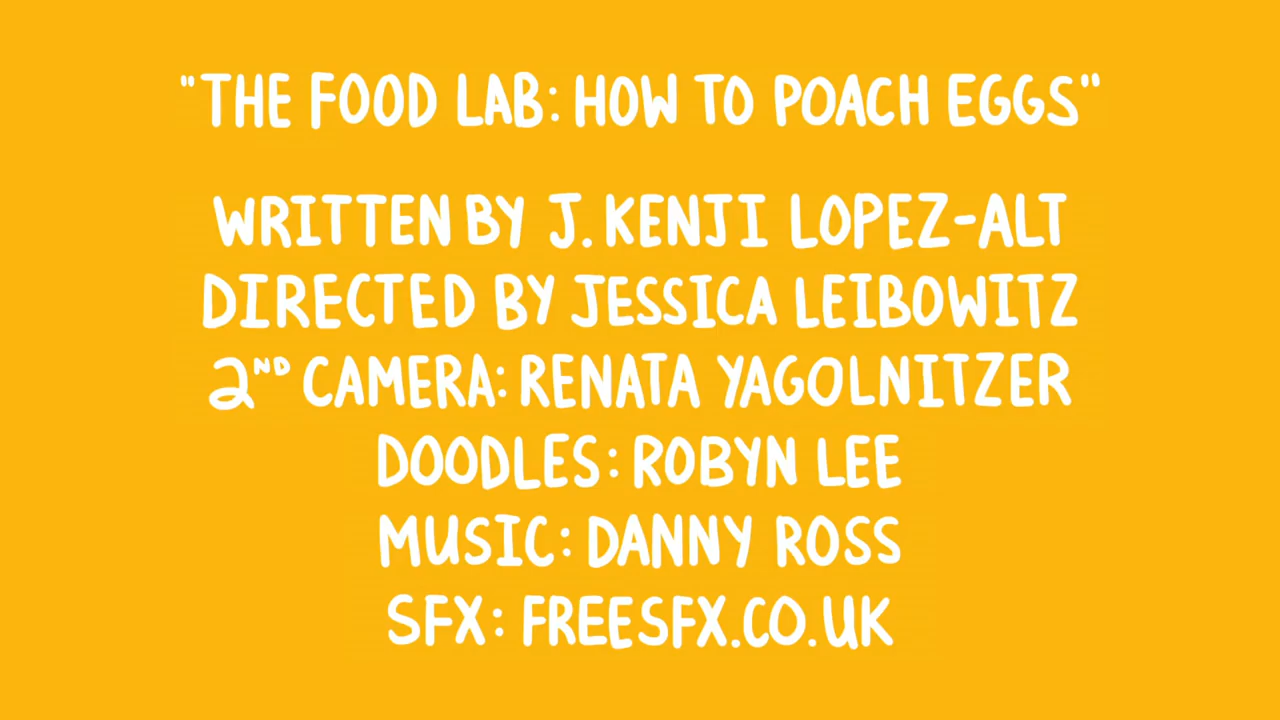 "THE FOOD LAB: HOW TO POACH EGGS"
WRITTEN BY J. KENJI LOPEZ-ALT
DIRECTED BY JESSICA LEIBOWITZ
2ND CAMERA: RENATA YAGOLNITZER
DOODLES: ROBYN LEE
MUSIC: DANNY ROSS
SFX: FREESFX.CO.UK